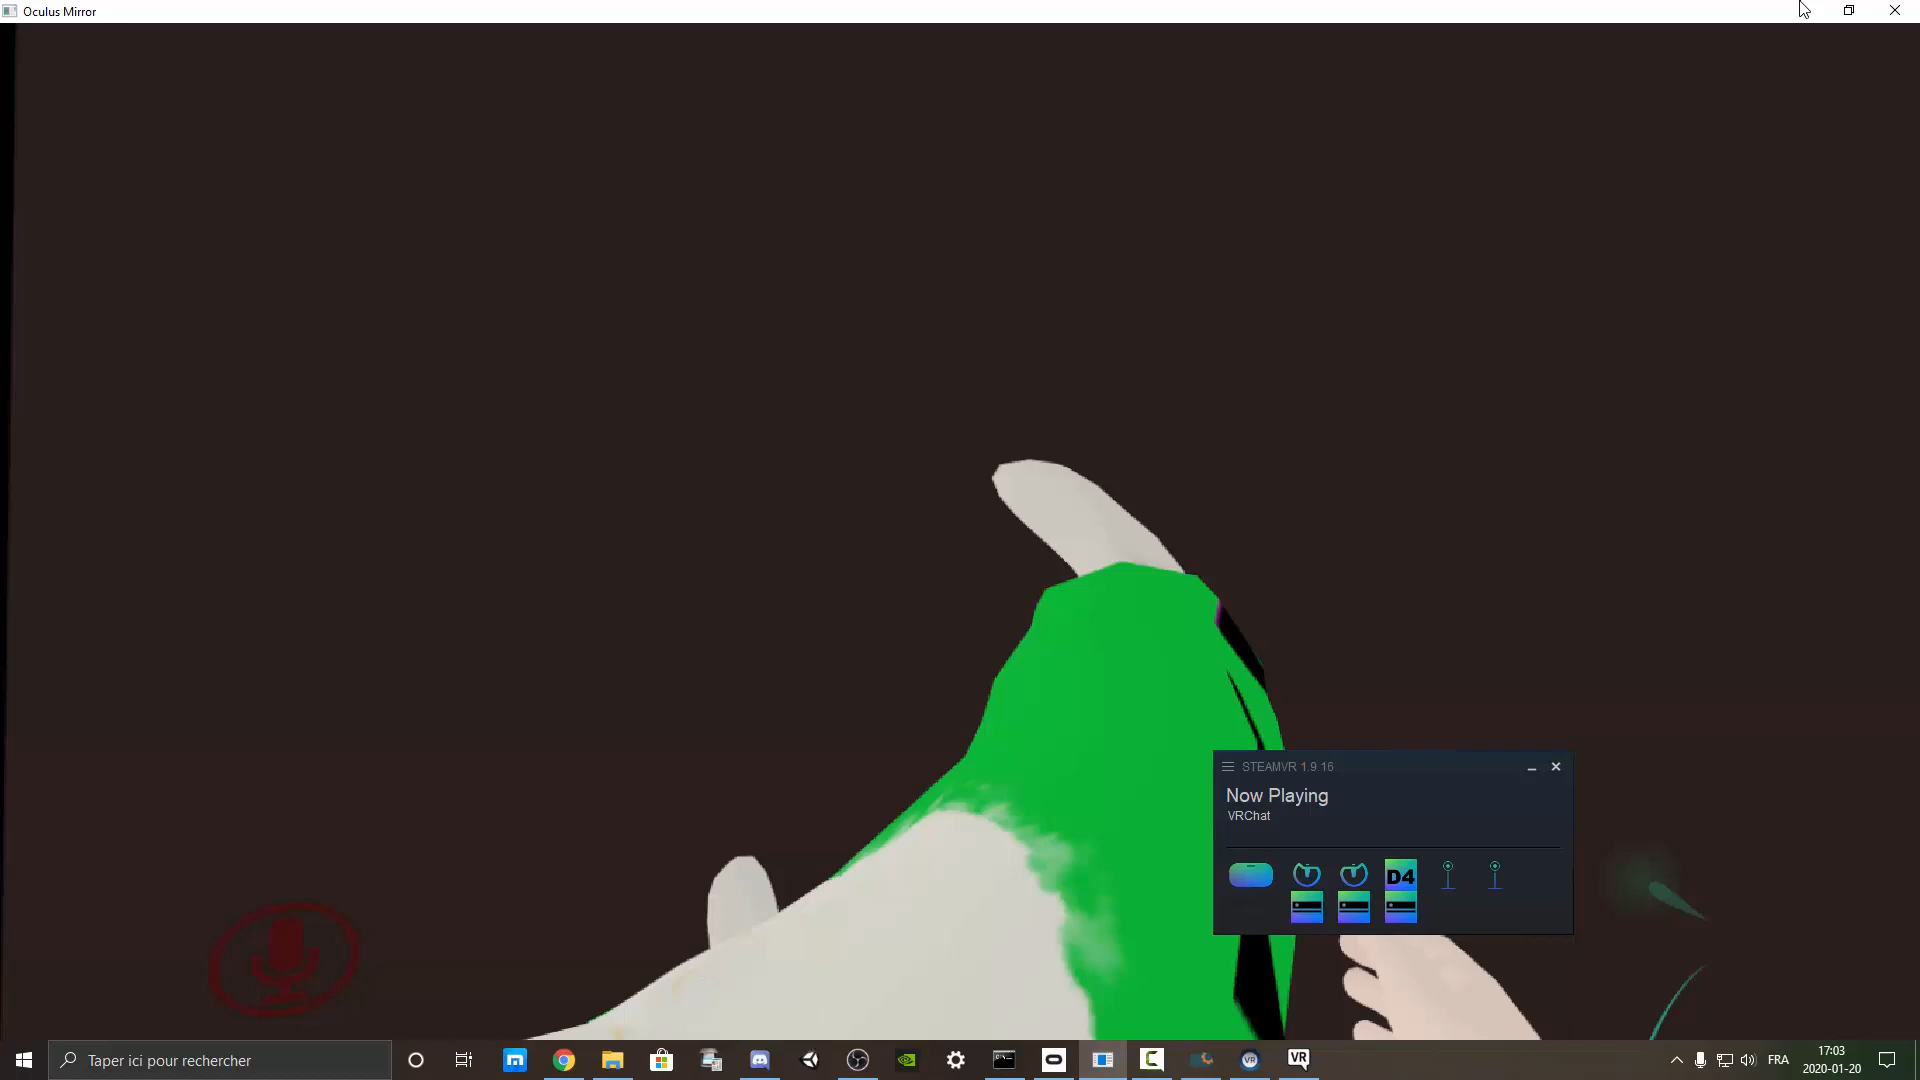 Oculus Mirror
STEAMVR 1.9.16
Now Playing
VRChat
D4
Taper ici pour rechercher
VR
VR
FRA
17:03
2020-01-20